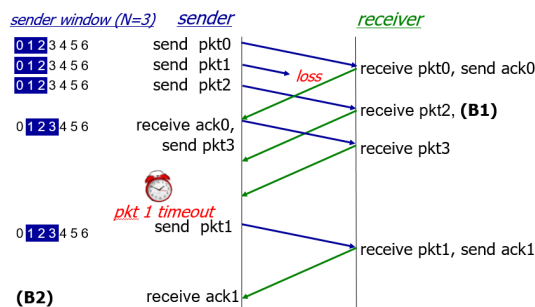 sender window (N=3) sender receiver
0 1 2 3 4 5 6 send pkt0
0 1 2 3 4 5 6 send pkt1
loss
receive pkt0, send ack0
0 1 2 3 4 5 6 send pkt2
receive pkt2, (B1)
0 1 2 3 4 5 6 receive ack0,
send pkt3
receive pkt3
pkt 1 timeout
0 1 2 3 4 5 6 send pkt1
receive pkt1, send ack1
(B2) receive ack1